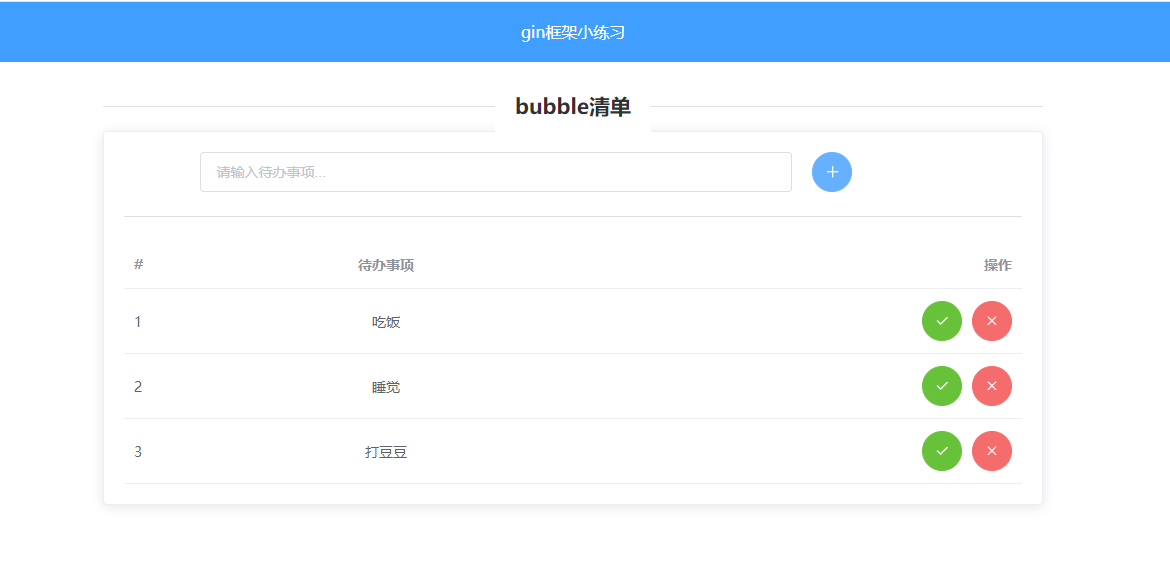 gin框架小练习
bubble清单
请输入待办事项...
# 待办事项 操作
1 吃饭
2 睡觉
3 打豆豆